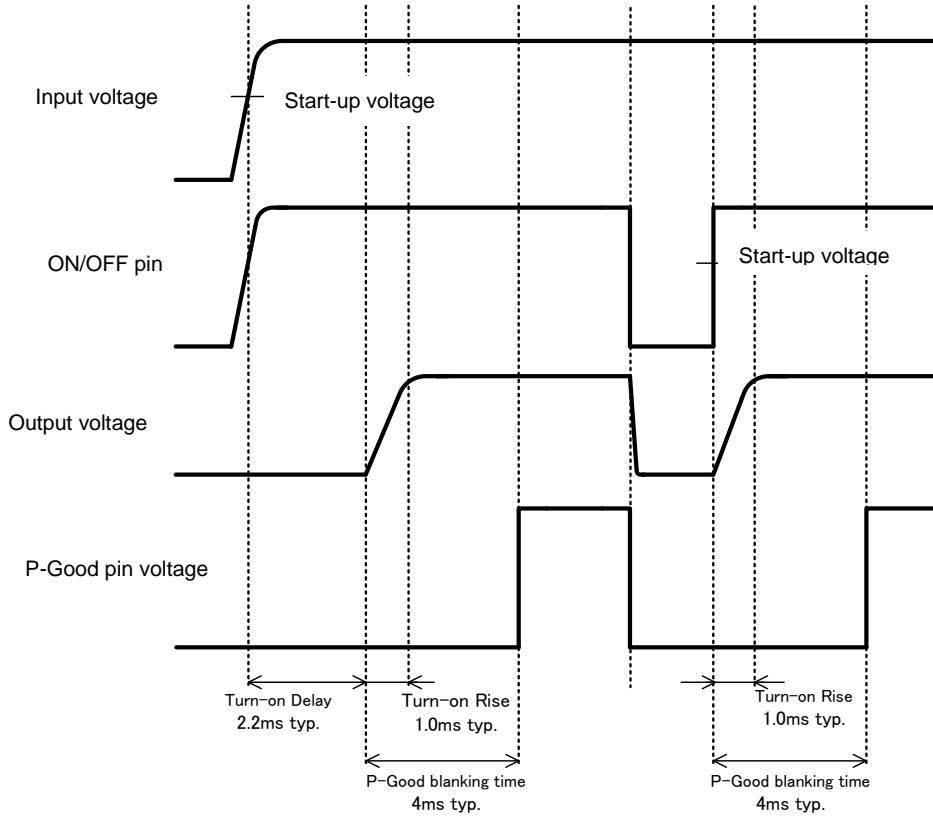 Input voltage
Start-up voltage
ON/OFF pin
Start-up voltage
Output voltage
P-Good pin voltage
Turn-on Delay
2.2ms typ.
Turn-on Rise
1.0ms typ.
Turn-on Rise
1.0ms typ.
P-Good blanking time
4ms typ.
P-Good blanking time
4ms typ.